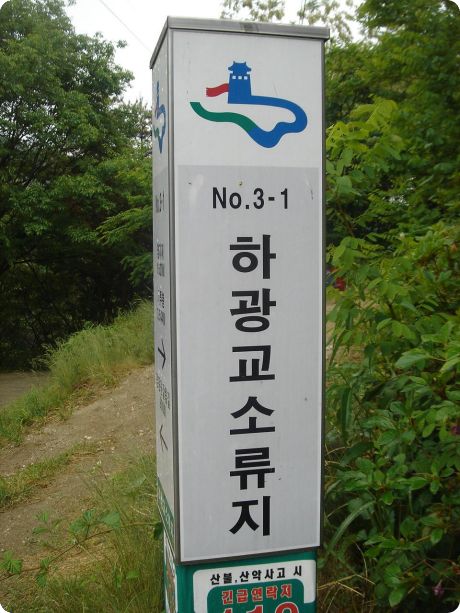 No.3-1
하광교소류지
산불, 산악사고 시
긴급연락처
119